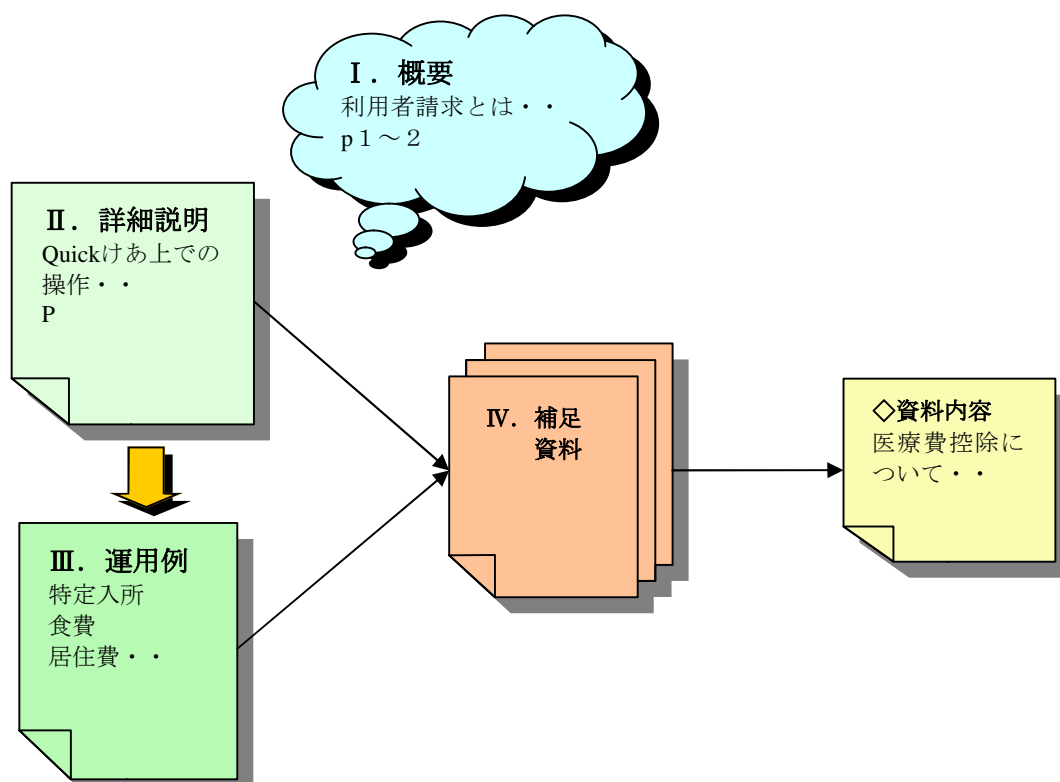 Ⅰ．概要
利用者請求とは・・
p１～２
Ⅱ．詳細説明
Quickけあ上での
操作・・
P
Ⅲ．運用例
特定入所
食費
居住費・・
Ⅳ．補足
資料
◇資料内容
医療費控除に
ついて・・